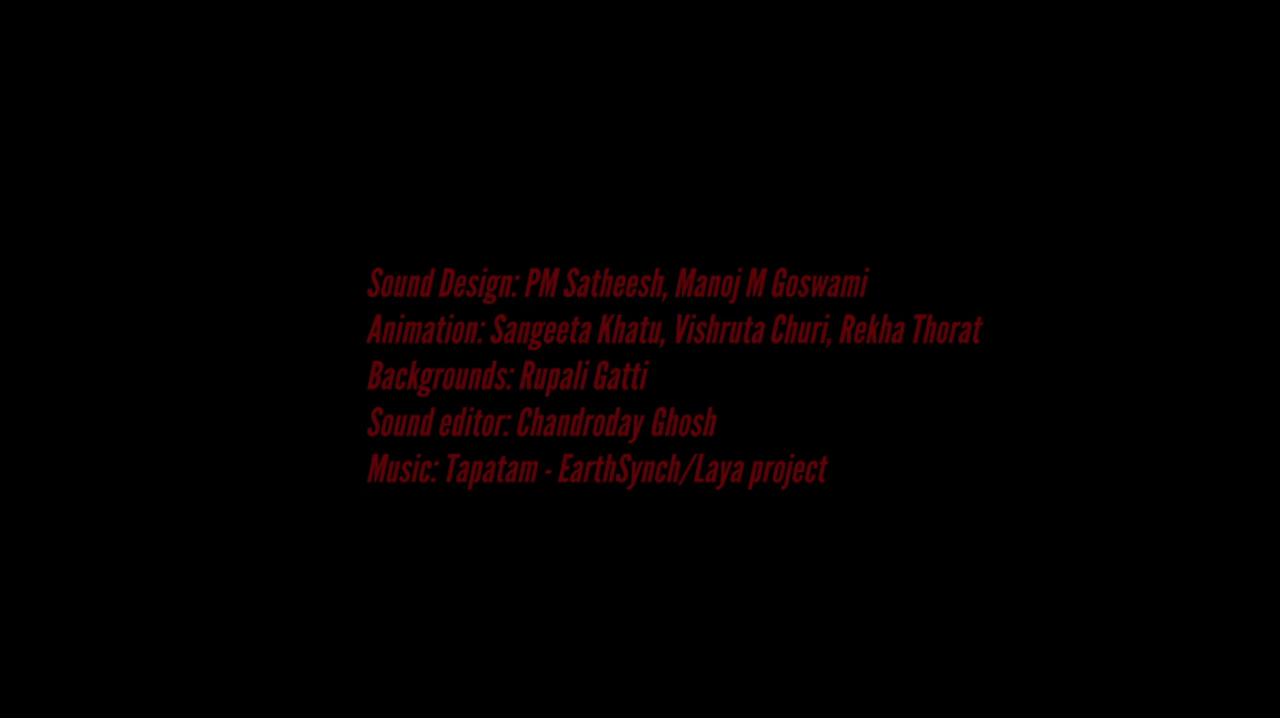 Sound Design: PM Satheesh, Manoj M Goswami
Animation: Sangeeta Khatu, Vishruta Churi, Rekha Thorat
Backgrounds: Rupali Gatti
Sound editor: Chandroday Ghosh
Music: Tapatam - EarthSynch/Laya project